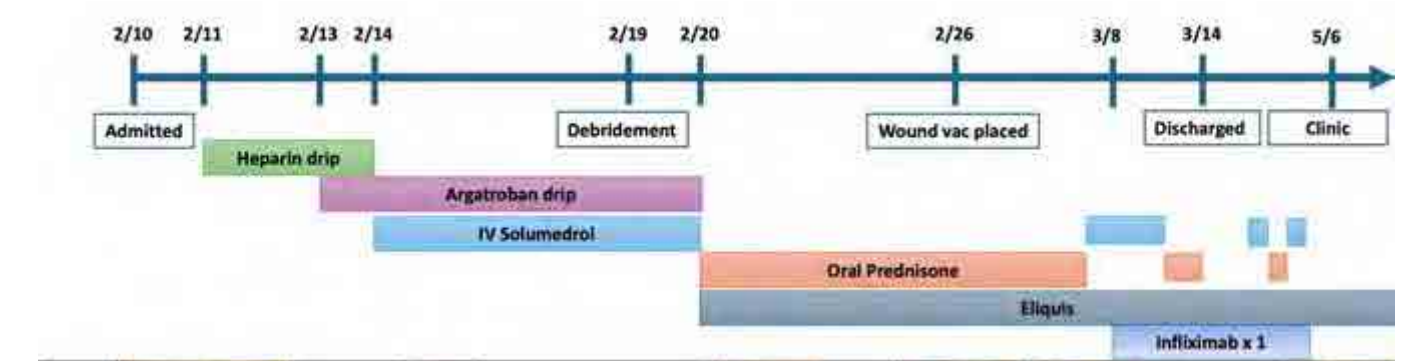 2/10 2/11 2/13 2/14 2/19 2/20 2/26 3/8 3/14 5/6
Admitted Debridement Wound vac placed Discharged Clinic
Heparin drip
Argatroban drip
IV Solumedrol
Oral Prednisone
Eliquis
Infliximab x 1